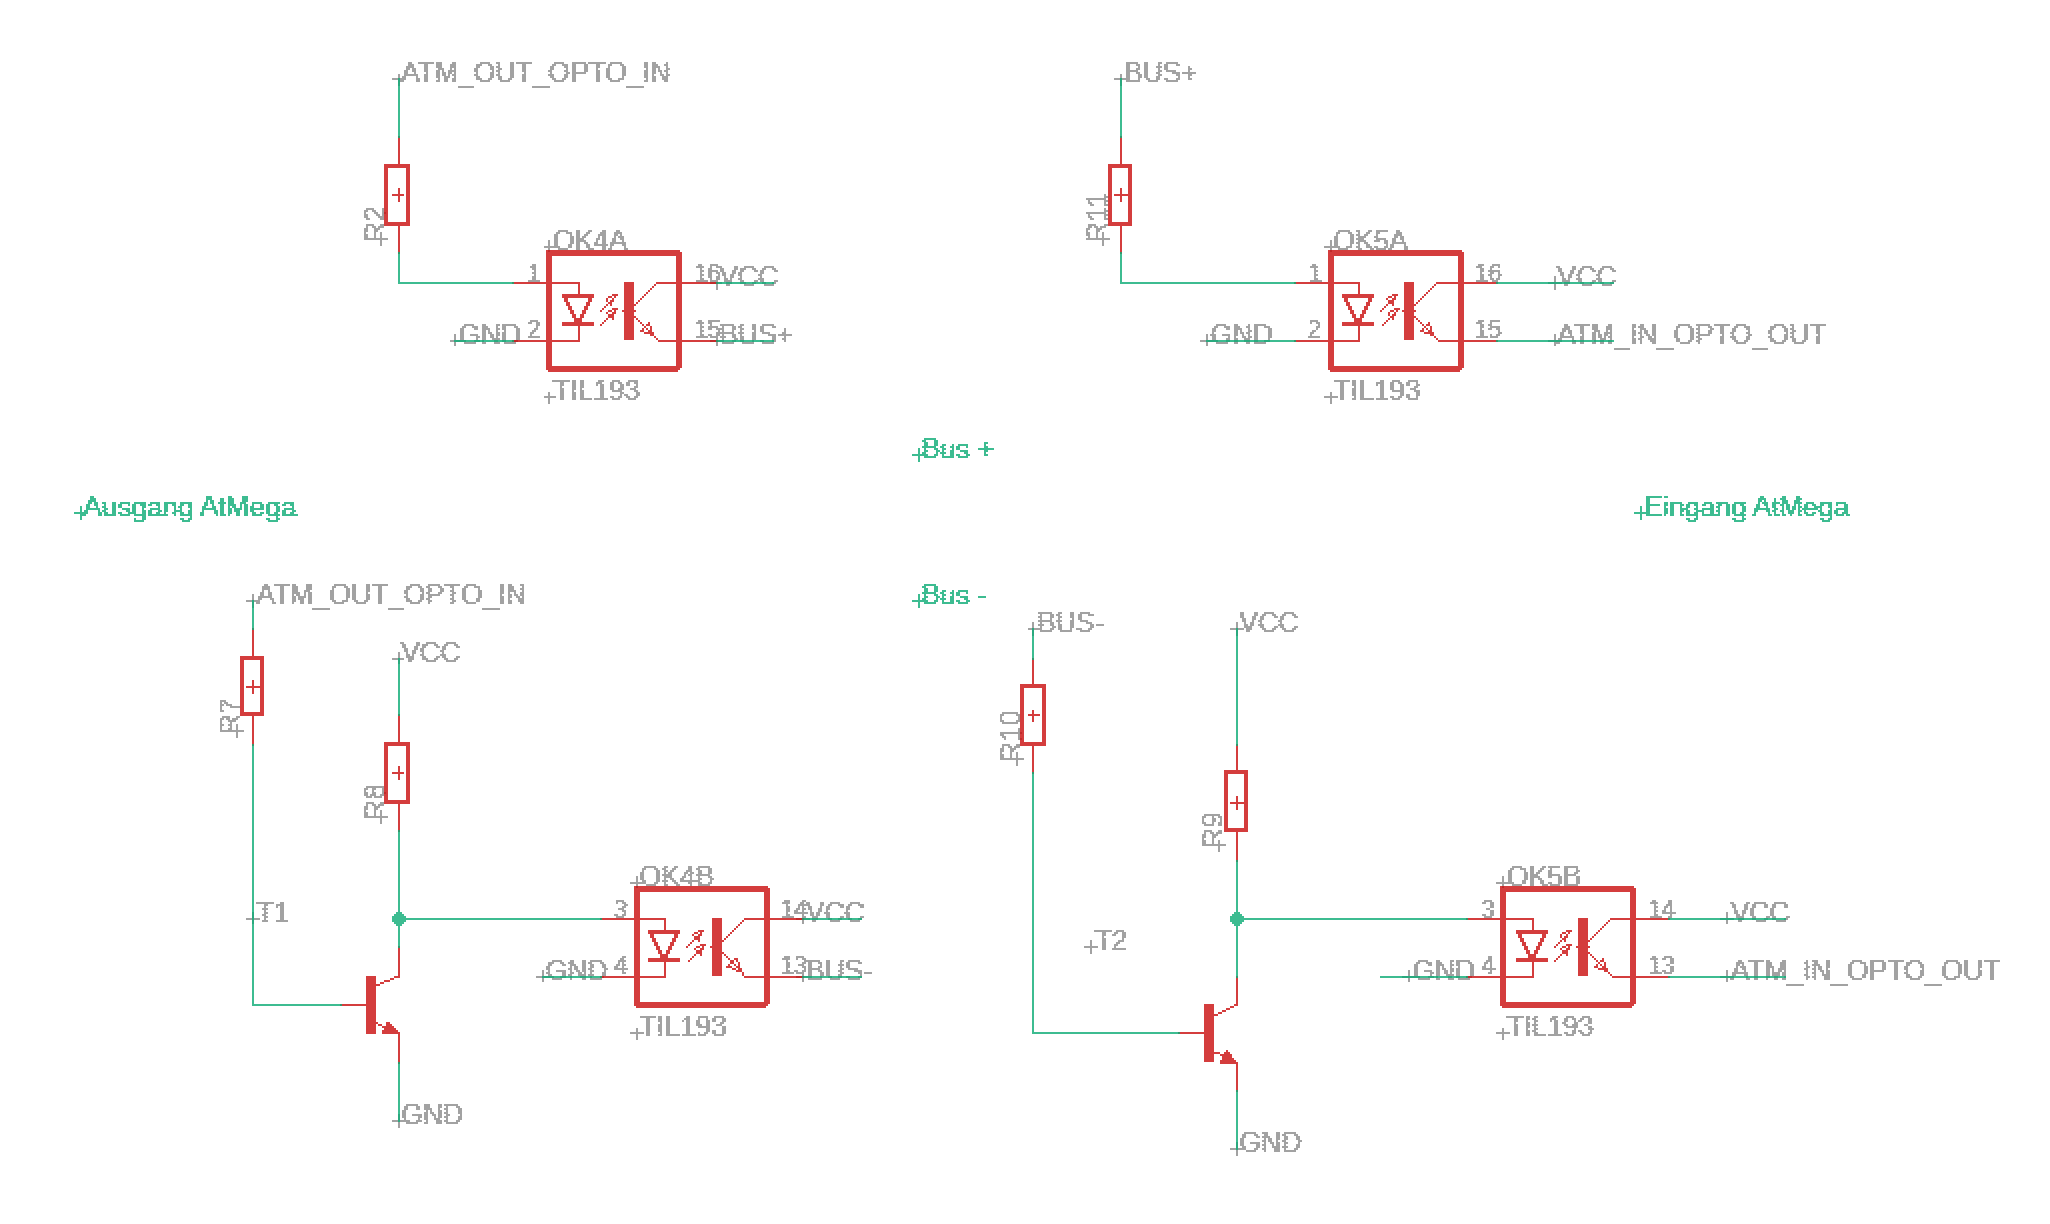 ATM_OUT_OPTO_IN
BUS+
R2
R11
OK4A
OK5A
1
16
VCC
1
16
VCC
GND
2
15
BUS+
GND
2
15
ATM_IN_OPTO_OUT
TIL193
TIL193
Bus +
Ausgang AtMega
Eingang AtMega
ATM_OUT_OPTO_IN
Bus -
BUS-
VCC
VCC
R7
R10
R8
R9
OK4B
OK5B
T1
3
14
VCC
3
14
VCC
T2
GND
4
13
BUS-
GND
4
13
ATM_IN_OPTO_OUT
TIL193
TIL193
GND
GND